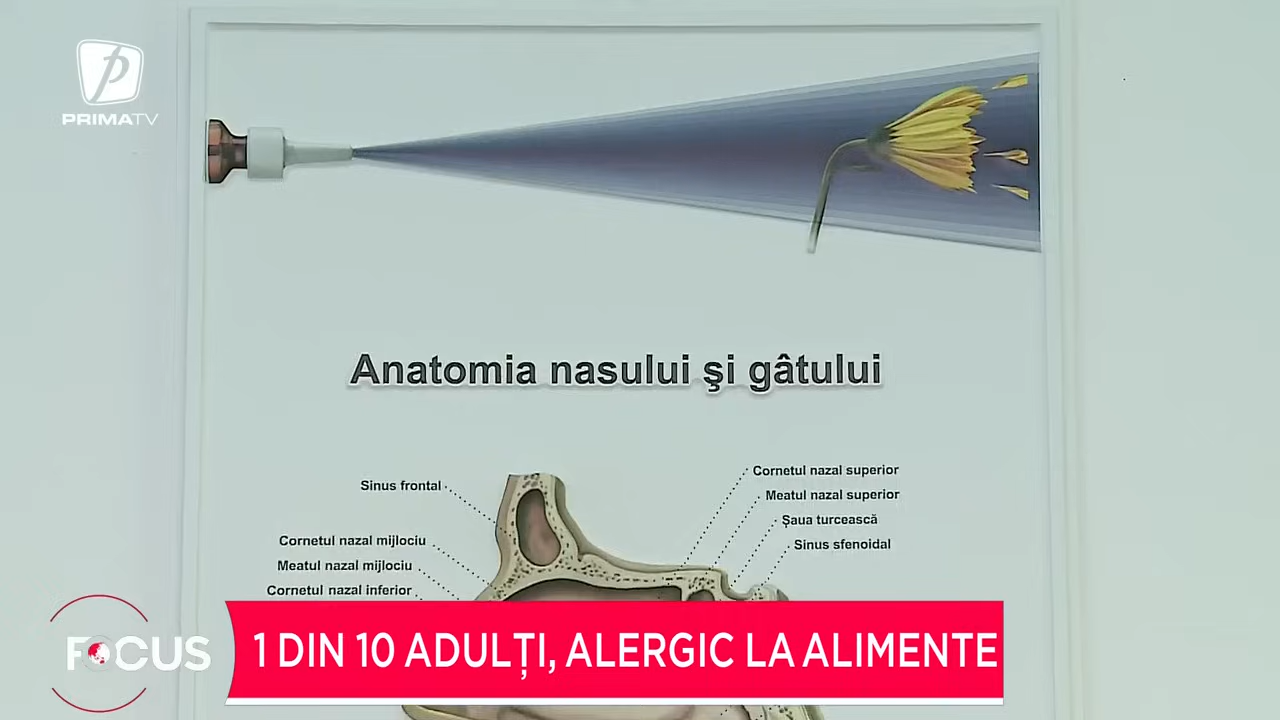 PRIMATV
Anatomia nasului şi gâtului
Cornetul nazal superior
Sinus frontal
Meatul nazal superior
Şaua turcească
Cornetul nazal mijlociu
Sinus sfenoidal
Meatul nazal mijlociu
Cornetul nazal inferior
FOCUS
1 DIN 10 ADULȚI, ALERGIC LA ALIMENTE